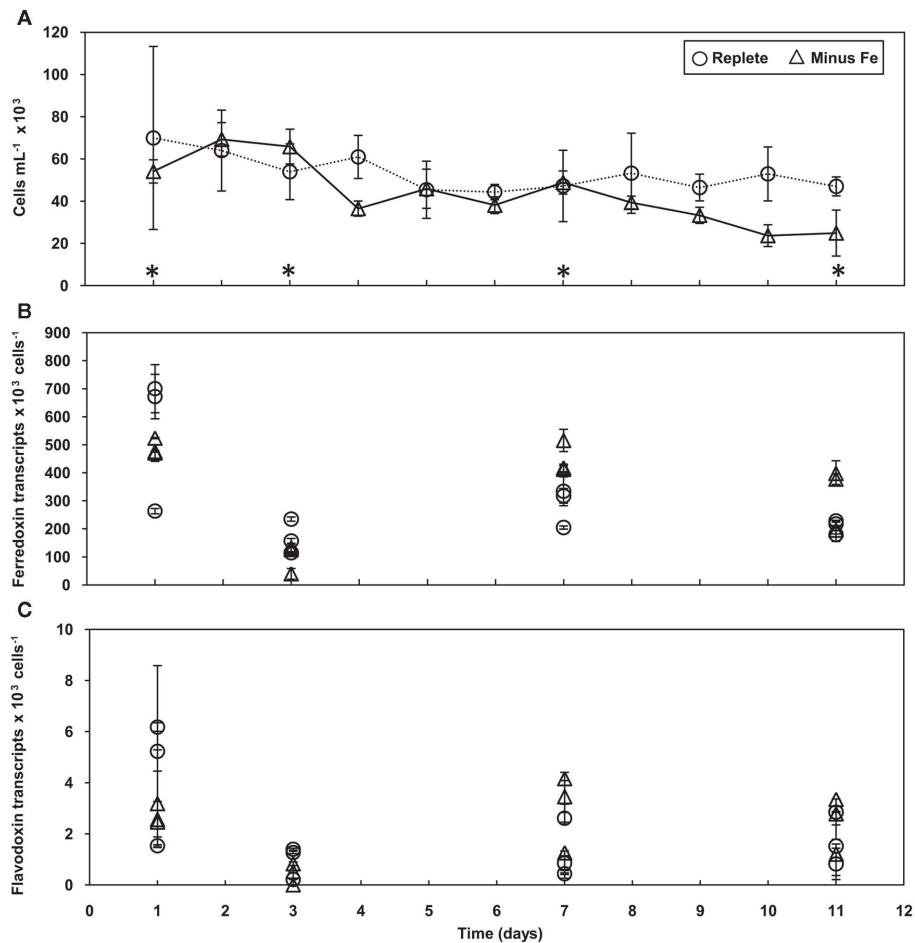 A
120
100
80
60
40
20
0
Cells mL-1 x 103
Replete
Minus Fe
* * * *
B
900
800
700
600
500
400
300
200
100
0
Ferredoxin transcripts x 103 cells-1
C
10
8
6
4
2
0
Flavodoxin transcripts x 103 cells-1
0 1 2 3 4 5 6 7 8 9 10 11 12
Time (days)